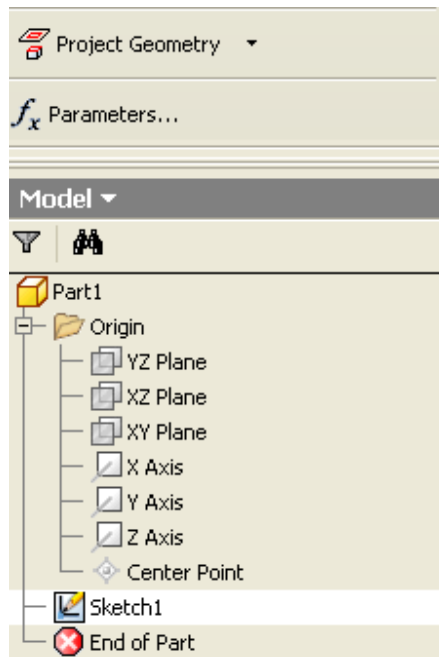 Project Geometry
fx Parameters...
Model
Part1
Origin
YZ Plane
XZ Plane
XY Plane
X Axis
Y Axis
Z Axis
Center Point
Sketch1
End of Part